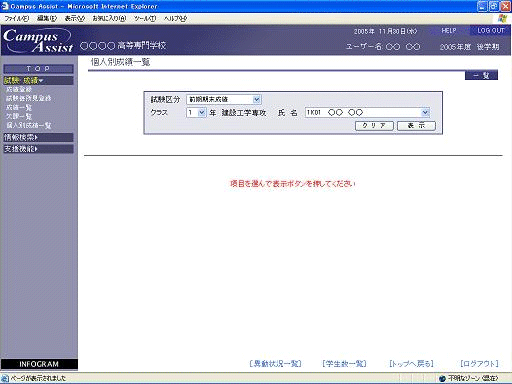 Campus Assist - Microsoft Internet Explorer
ファイル(F) 編集(E) 表示(V) お気に入り(A) ツール(T) ヘルプ(H)
Campus Assist
○○○○高等専門学校
2005年 11月30日(水) HELP LOG OUT
ユーザー名 ○○ ○○ 2005年度 後学期
個人別成績一覧
一 覧
T O P
試験・成績▼
成績登録
試験後所見登録
成績一覧
欠課一覧
個人別成績一覧
情報検索▶
支援機能▶
試験区分 前期期末成績
クラス 1 年 建設工学専攻 氏 名 1K01 ○○ ○○
ク リ ア 表 示
項目を選んで表示ボタンを押してください
INFOGRAM
[異動状況一覧] [学生数一覧] [トップへ戻る] [ログアウト]
ページが表示されました 不明なゾーン (混在)